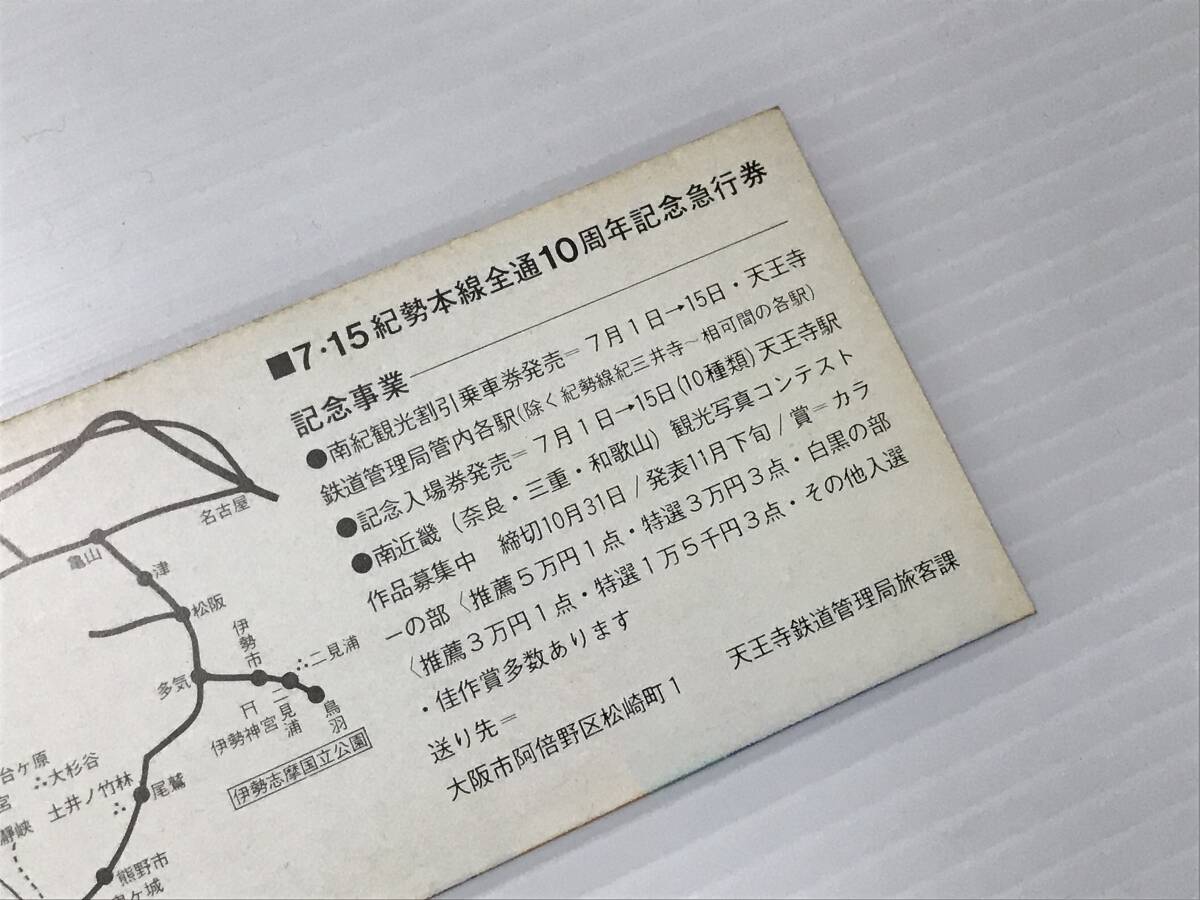 ■7・15紀勢本線全通10周年記念急行券
記念事業
●南紀観光割引乗車券発売＝7月1日→15日・天王寺
鉄道管理局管内各駅(除く紀勢線紀三井寺～相可間の各駅)
●記念入場券発売＝7月1日→15日(10種類)天王寺駅
●南近畿（奈良・三重・和歌山）観光写真コンテスト
作品募集中　締切10月31日/発表11月下旬/賞＝カラ
ーの部〈推薦5万円1点・特選3万円3点・白黒の部
〈推薦3万円1点・特選1万5千円3点・その他入選
・佳作賞多数あります
送り先＝
大阪市阿倍野区松崎町1
天王寺鉄道管理局旅客課
名古屋
亀山
津
松阪
伊勢市
二見浦
多気
伊勢神宮
二見浦
鳥羽
伊勢志摩国立公園
台ヶ原
大杉谷
宮
土井ノ竹林
尾鷲
瀞峡
熊野市
鬼ヶ城